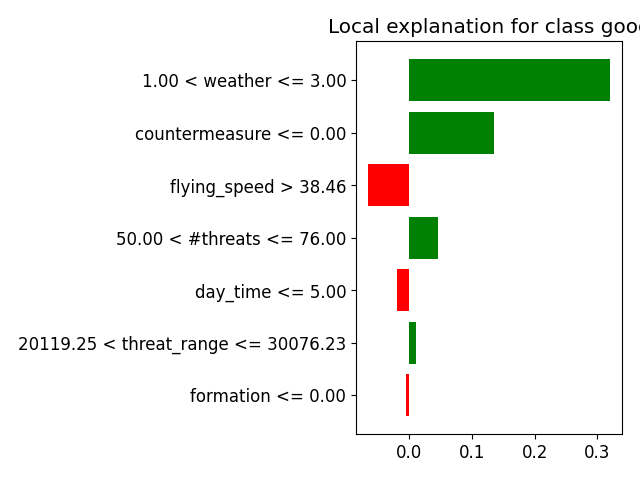 Local explanation for class good
1.00 < weather <= 3.00
countermeasure <= 0.00
flying_speed > 38.46
50.00 < #threats <= 76.00
day_time <= 5.00
20119.25 < threat_range <= 30076.23
formation <= 0.00
0.0 0.1 0.2 0.3